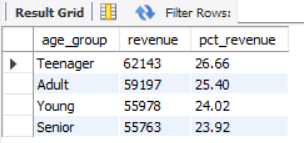 Result Grid Filter Rows:
age_group revenue pct_revenue
Teenager 62143 26.66
Adult 59197 25.40
Young 55978 24.02
Senior 55763 23.92